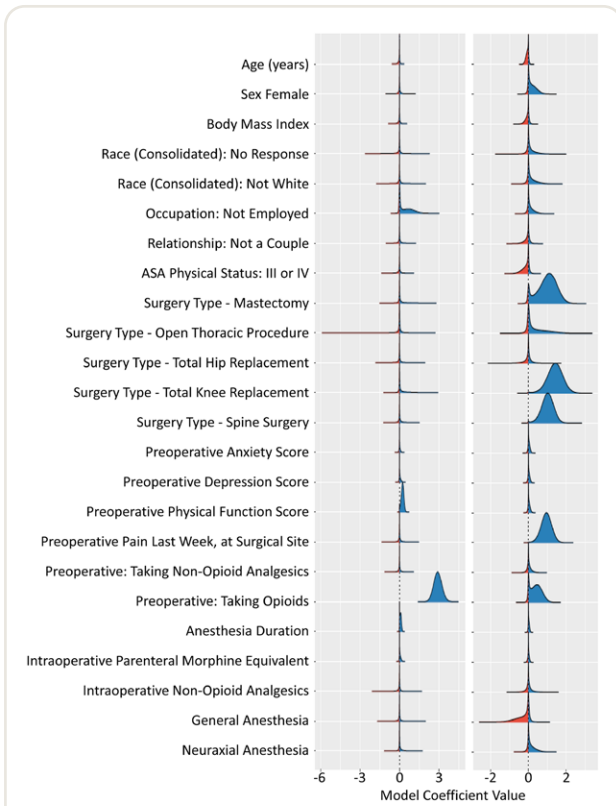 Age (years)
Sex Female
Body Mass Index
Race (Consolidated): No Response
Race (Consolidated): Not White
Occupation: Not Employed
Relationship: Not a Couple
ASA Physical Status: III or IV
Surgery Type - Mastectomy
Surgery Type - Open Thoracic Procedure
Surgery Type - Total Hip Replacement
Surgery Type - Total Knee Replacement
Surgery Type - Spine Surgery
Preoperative Anxiety Score
Preoperative Depression Score
Preoperative Physical Function Score
Preoperative Pain Last Week, at Surgical Site
Preoperative: Taking Non-Opioid Analgesics
Preoperative: Taking Opioids
Anesthesia Duration
Intraoperative Parenteral Morphine Equivalent
Intraoperative Non-Opioid Analgesics
General Anesthesia
Neuraxial Anesthesia
-6 -3 0 3 -2 0 2
Model Coefficient Value